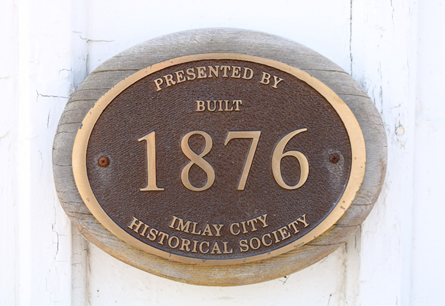 PRESENTED BY
BUILT
1876
IMLAY CITY
HISTORICAL SOCIETY